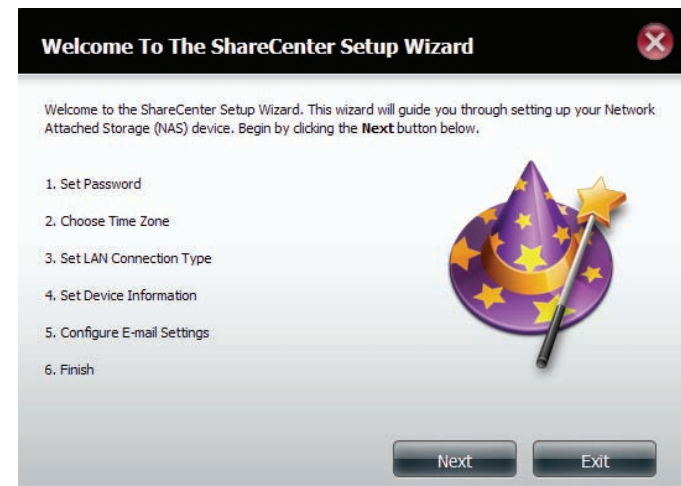 Welcome To The ShareCenter Setup Wizard
Welcome to the ShareCenter Setup Wizard. This wizard will guide you through setting up your Network
Attached Storage (NAS) device. Begin by clicking the Next button below.
1. Set Password
2. Choose Time Zone
3. Set LAN Connection Type
4. Set Device Information
5. Configure E-mail Settings
6. Finish
Next
Exit